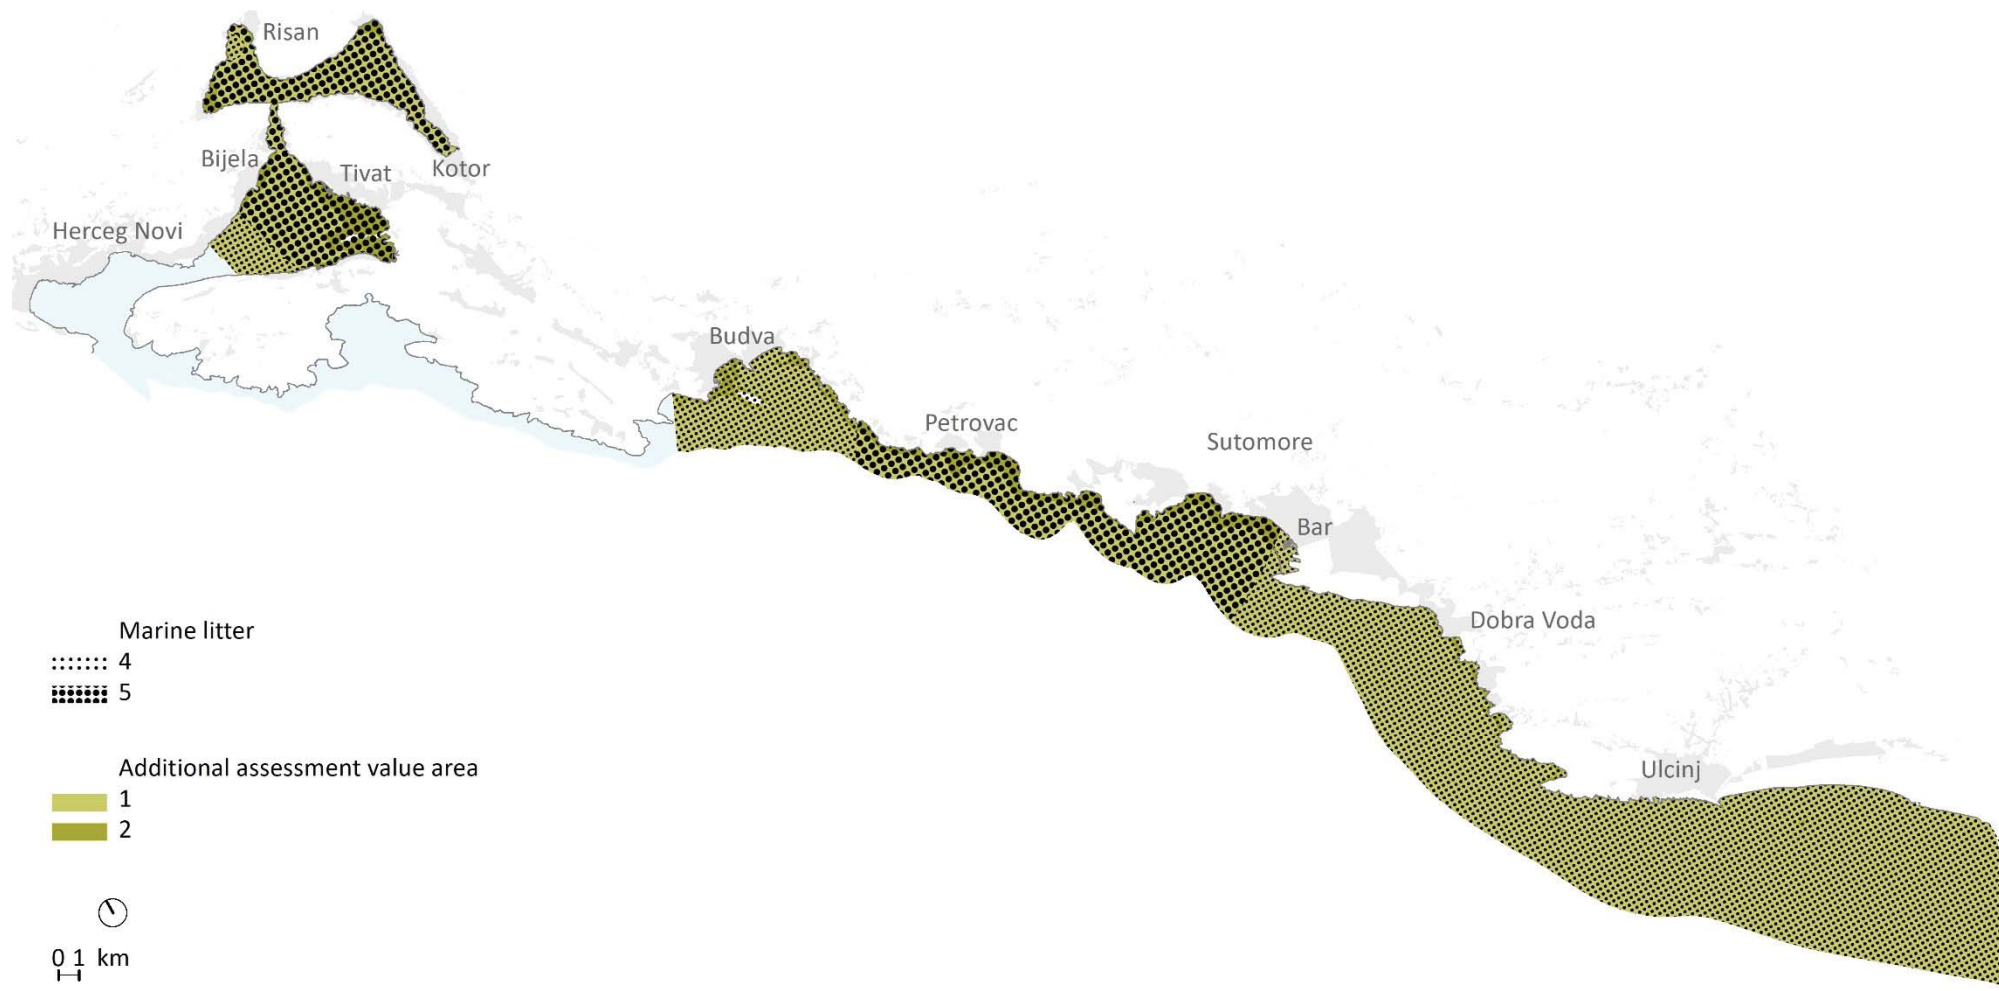 Risan
Bijela
Tivat
Kotor
Herceg Novi
Budva
Petrovac
Sutomore
Bar
Dobra Voda
Ulcinj
Marine litter
4
5
Additional assessment value area
1
2
0 1 km